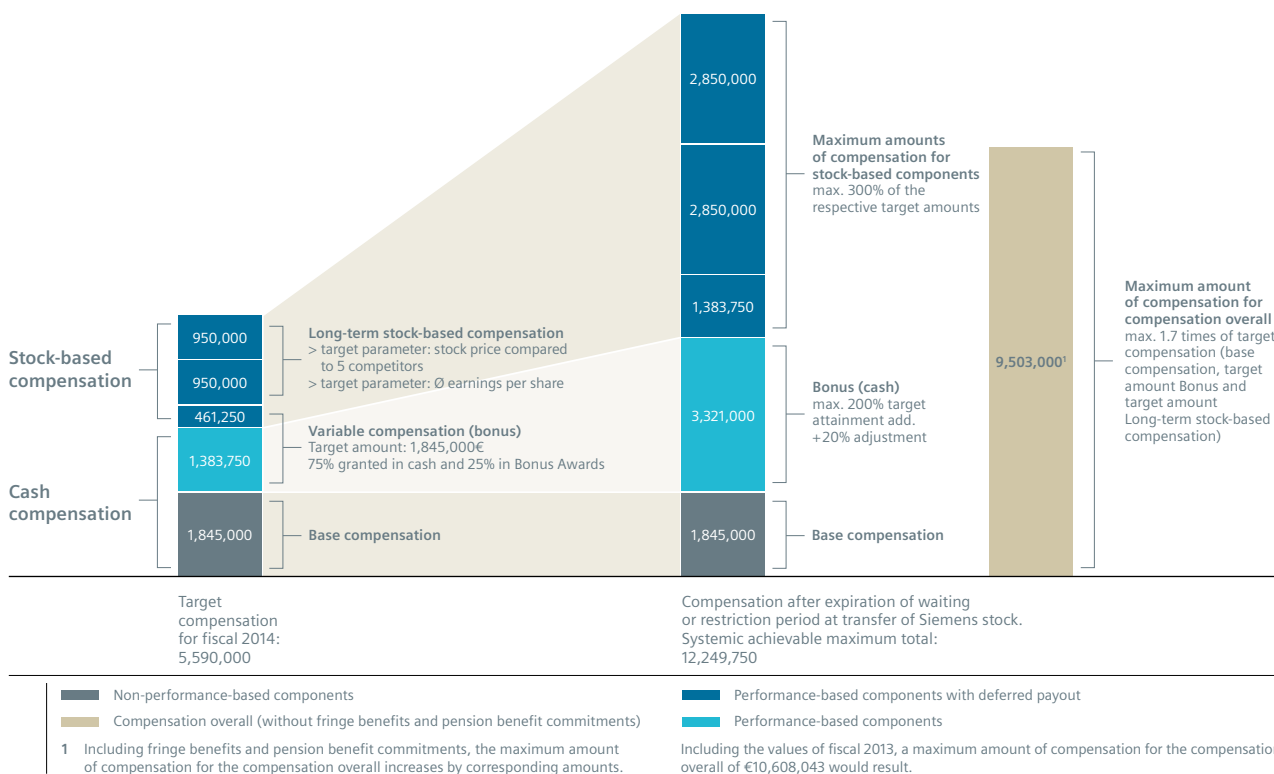 2,850,000
Maximum amounts
of compensation for
stock-based components
max. 300% of the
respective target amounts
2,850,000
1,383,750
Maximum amount
of compensation for
compensation overall
max. 1.7 times of target
compensation (base
compensation, target
amount Bonus and
target amount
Long-term stock-based
compensation)
9,503,000¹
Stock-based
compensation
950,000
950,000
461,250
Long-term stock-based compensation
> target parameter: stock price compared
to 5 competitors
> target parameter: Ø earnings per share
Bonus (cash)
max. 200% target
attainment add.
+20% adjustment
3,321,000
Variable compensation (bonus)
Target amount: 1,845,000€
75% granted in cash and 25% in Bonus Awards
1,383,750
Cash
compensation
1,845,000
Base compensation
1,845,000
Base compensation
Target
compensation
for fiscal 2014:
5,590,000
Compensation after expiration of waiting
or restriction period at transfer of Siemens stock.
Systemic achievable maximum total:
12,249,750
Non-performance-based components
Performance-based components with deferred payout
Compensation overall (without fringe benefits and pension benefit commitments)
Performance-based components
1 Including fringe benefits and pension benefit commitments, the maximum amount
of compensation for the compensation overall increases by corresponding amounts.
Including the values of fiscal 2013, a maximum amount of compensation for the compensation
overall of €10,608,043 would result.